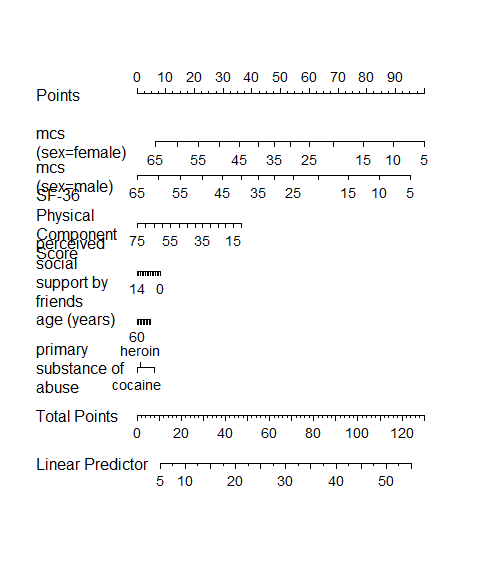 0 10 20 30 40 50 60 70 80 90
Points
mcs
(sex=female)
65 55 45 35 25 15 10 5
mcs
(sex=male)
65 55 45 35 25 15 10 5
SF-36
Physical
Component
Score
75 55 35 15
perceived
social
support by
friends
14 0
age (years)
60
primary
substance of
abuse
heroin
cocaine
Total Points
0 20 40 60 80 100 120
Linear Predictor
5 10 20 30 40 50